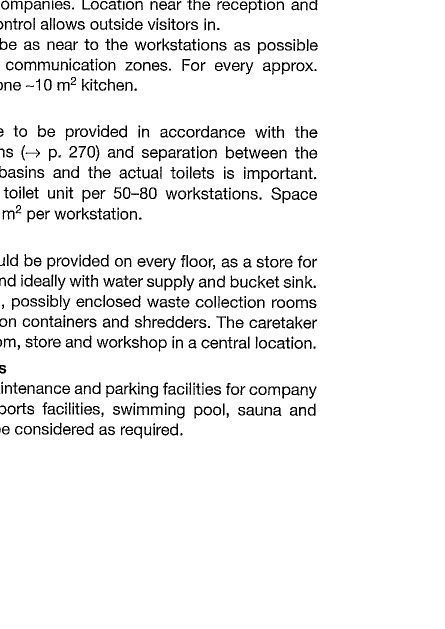 ompanies. Location near the reception and
ontrol allows outside visitors in.
be as near to the workstations as possible
communication zones. For every approx.
one ~10 m² kitchen.
e to be provided in accordance with the
ns (→ p. 270) and separation between the
basins and the actual toilets is important.
toilet unit per 50–80 workstations. Space
m² per workstation.
uld be provided on every floor, as a store for
nd ideally with water supply and bucket sink.
, possibly enclosed waste collection rooms
on containers and shredders. The caretaker
om, store and workshop in a central location.
s
intenance and parking facilities for company
ports facilities, swimming pool, sauna and
e considered as required.